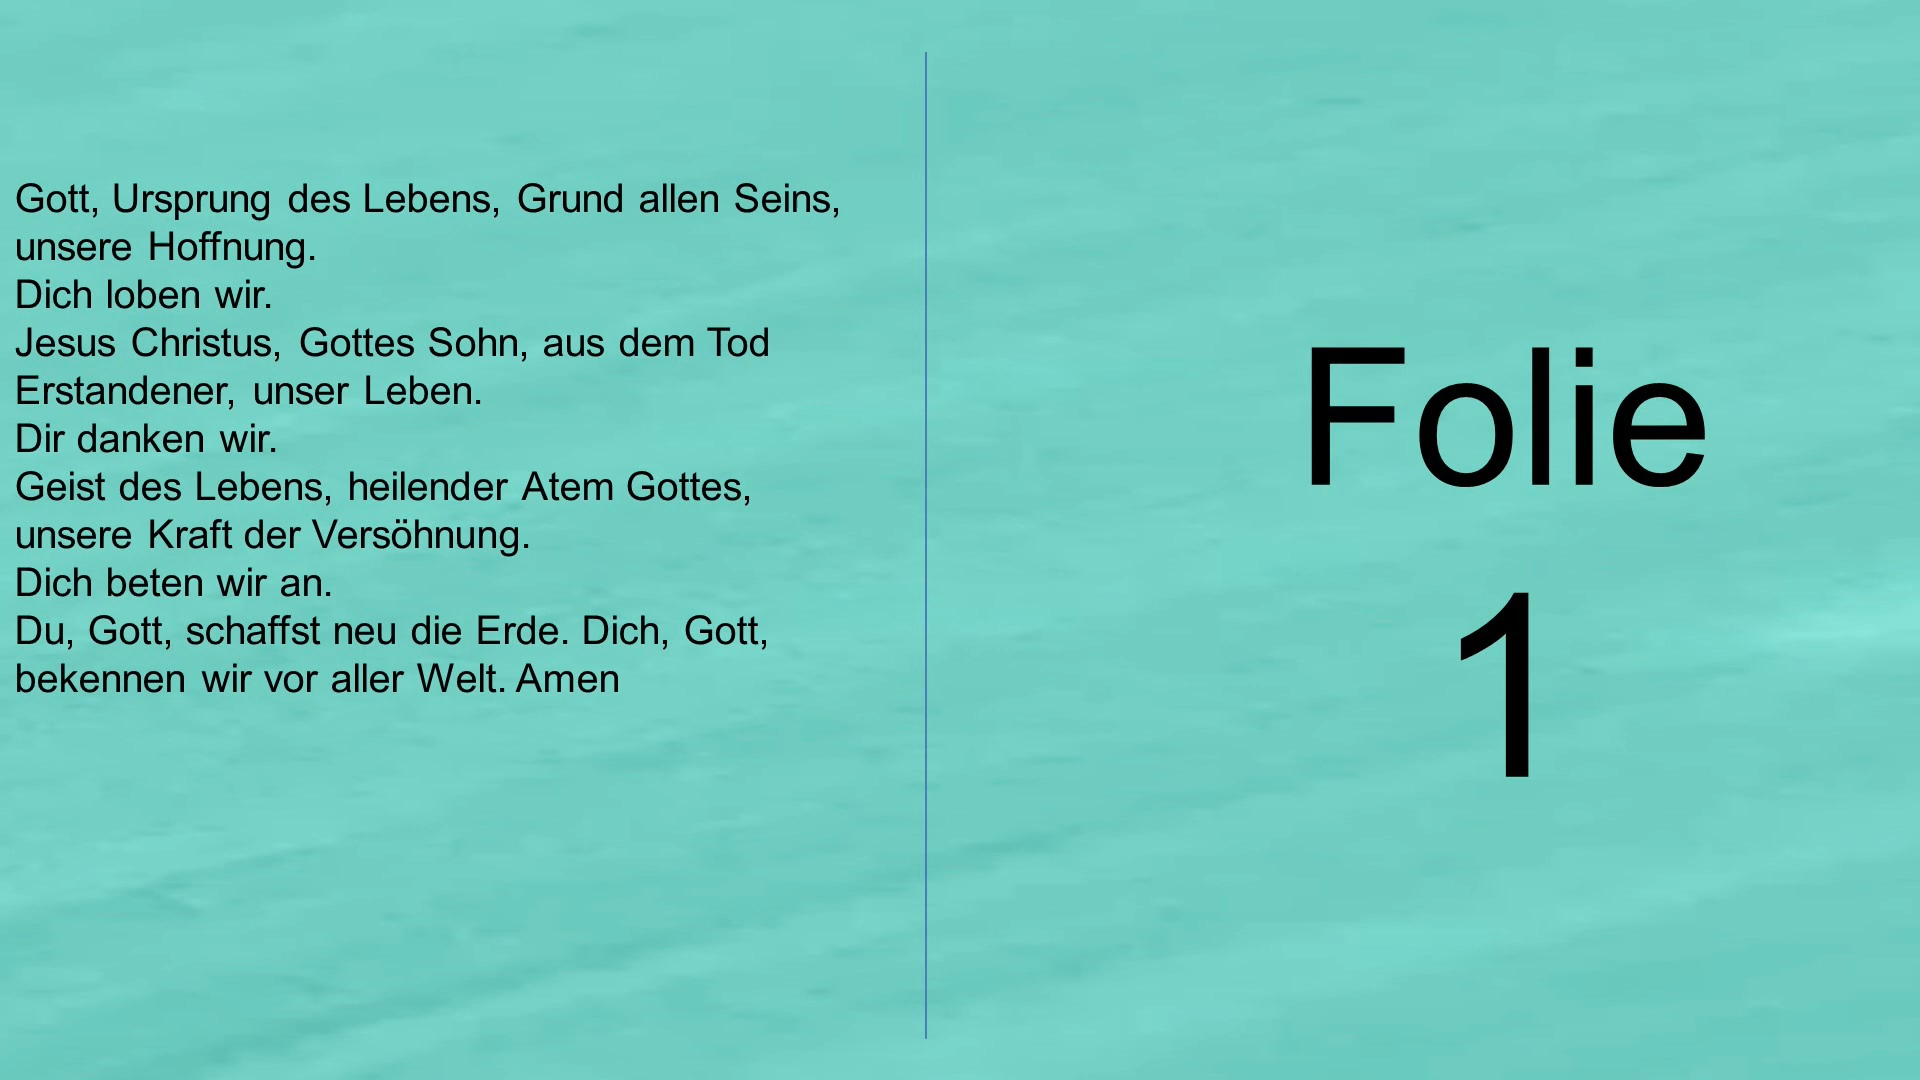 Gott, Ursprung des Lebens, Grund allen Seins,
unsere Hoffnung.
Dich loben wir.
Jesus Christus, Gottes Sohn, aus dem Tod
Erstandener, unser Leben.
Dir danken wir.
Geist des Lebens, heilender Atem Gottes,
unsere Kraft der Versöhnung.
Dich beten wir an.
Du, Gott, schaffst neu die Erde. Dich, Gott,
bekennen wir vor aller Welt. Amen
Folie
1